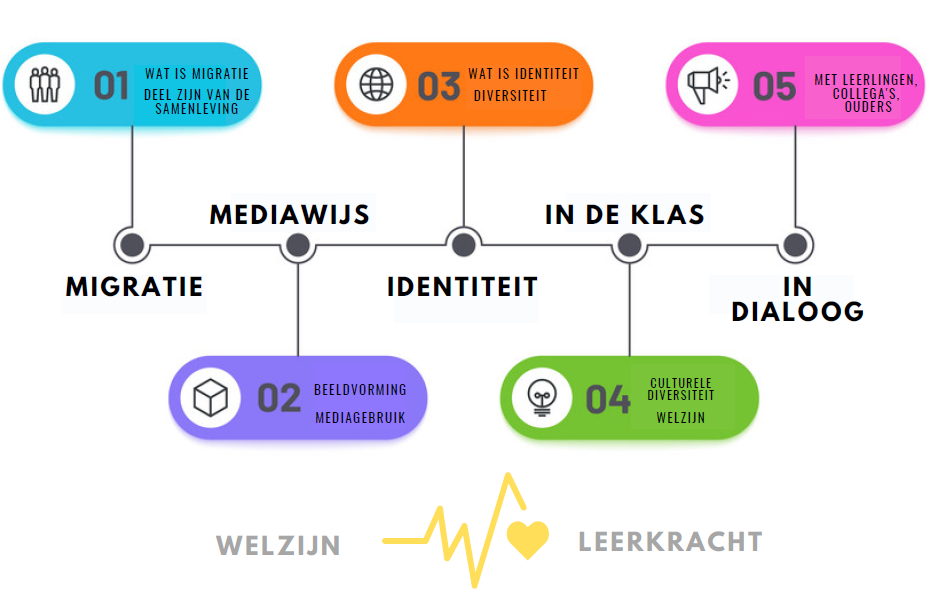 01
WAT IS MIGRATIE
DEEL ZIJN VAN DE
SAMENLEVING
03
WAT IS IDENTITEIT
DIVERSITEIT
05
MET LEERLINGEN,
COLLEGA'S,
OUDERS
MEDIAWIJS
IN DE KLAS
MIGRATIE
IDENTITEIT
IN
DIALOOG
02
BEELDVORMING
MEDIAGEBRUIK
04
CULTURELE
DIVERSITEIT
WELZIJN
WELZIJN
LEERKRACHT